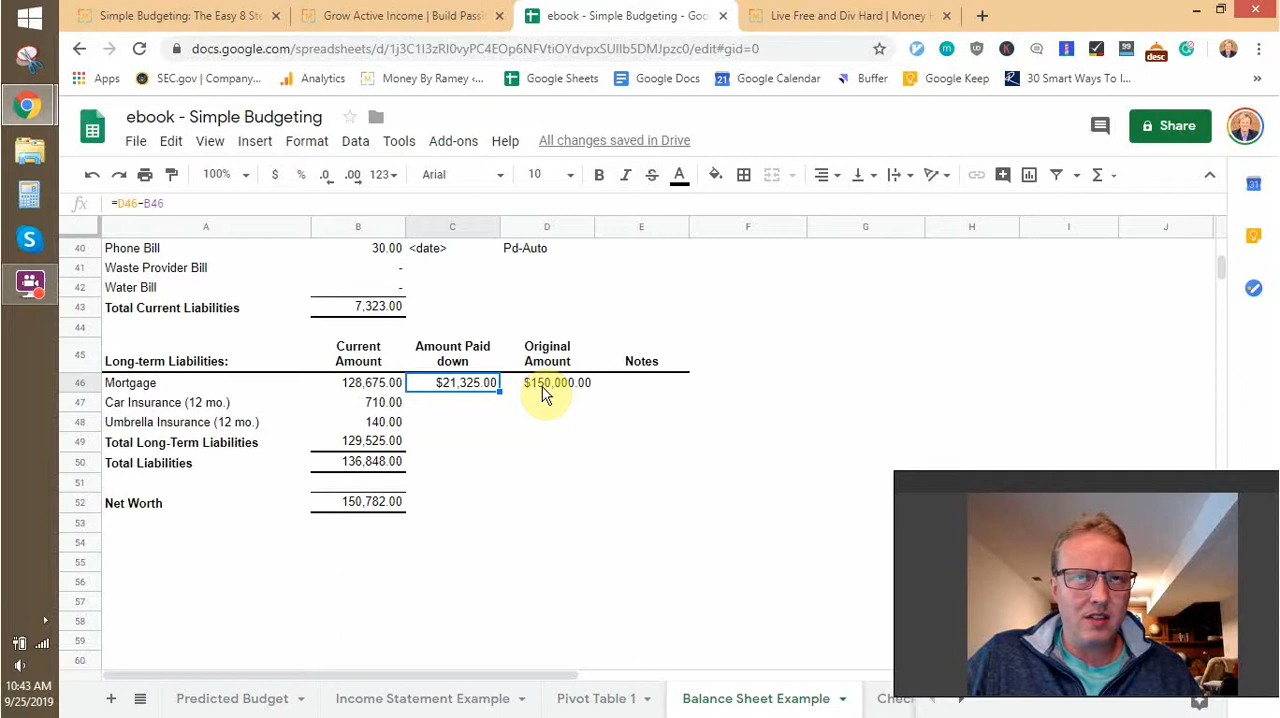 Simple Budgeting: The Easy 8 Ste
Grow Active Income | Build Passi
ebook - Simple Budgeting - Goo
Live Free and Div Hard | Money H
docs.google.com/spreadsheets/d/
Apps
SEC.gov | Company...
Analytics
Money By Ramey –...
Google Sheets
Google Docs
Google Calendar
Buffer
Google Keep
30 Smart Ways To I...
desc
ebook - Simple Budgeting
File Edit View Insert Format Data Tools Add-ons Help All changes saved in Drive
Share
100% $ % .0 .00 123 Arial 10 B I S A
fx =D46-B46
A B C D E F G H I J
40 Phone Bill 30.00 <date> Pd-Auto
41 Waste Provider Bill -
42 Water Bill -
43 Total Current Liabilities 7,323.00
44
Current Amount Paid Original
45 Long-term Liabilities: Amount down Amount Notes
46 Mortgage 128,675.00 $21,325.00 $150,000.00
47 Car Insurance (12 mo.) 710.00
48 Umbrella Insurance (12 mo.) 140.00
49 Total Long-Term Liabilities 129,525.00
50 Total Liabilities 136,848.00
51
52 Net Worth 150,782.00
53
54
55
56
57
58
59
60
Predicted Budget Income Statement Example Pivot Table 1 Balance Sheet Example Chec
10:43 AM
9/25/2019